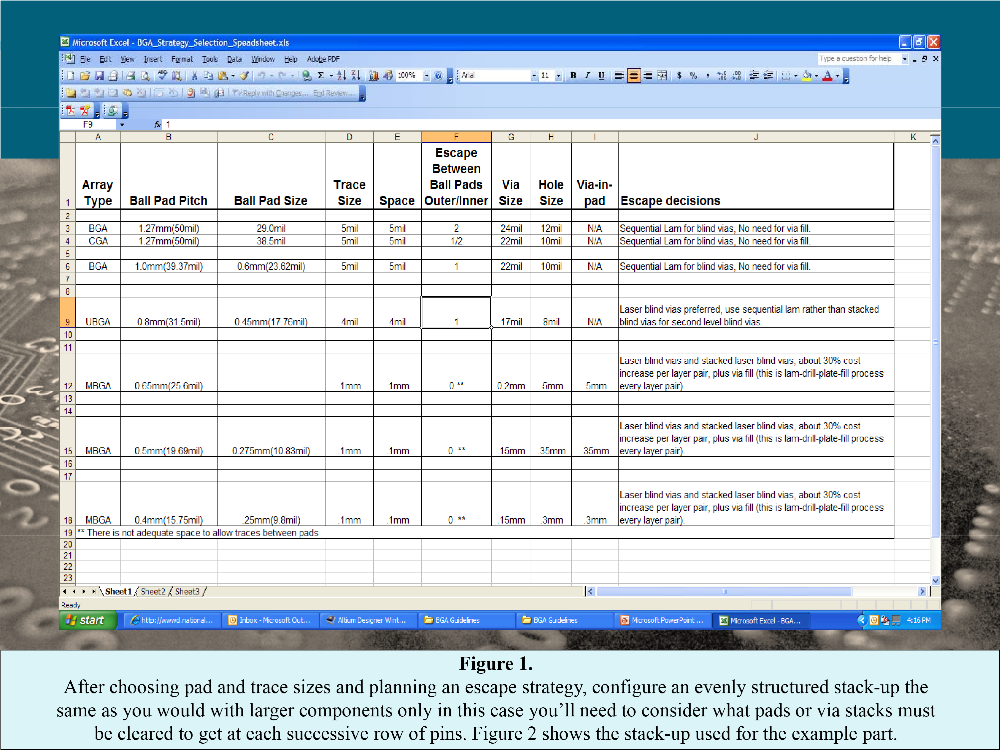 Microsoft Excel - BGA_Strategy_Selection_Speadsheet.xls
File Edit View Insert Format Tools Data Window Help Adobe PDF
Type a question for help
100%
Arial
11
B I U
$ %
Reply with Changes... End Review...
F9
fx 1
A B C D E F G H I J K
1 Array Type Ball Pad Pitch Ball Pad Size Trace Size Space Escape Between Ball Pads Outer/Inner Via Size Hole Size Via-in-pad Escape decisions
2
3 BGA 1.27mm(50mil) 29.0mil 5mil 5mil 2 24mil 12mil N/A Sequential Lam for blind vias, No need for via fill.
4 CGA 1.27mm(50mil) 38.5mil 5mil 5mil 1/2 22mil 10mil N/A Sequential Lam for blind vias, No need for via fill.
5
6 BGA 1.0mm(39.37mil) 0.6mm(23.62mil) 5mil 5mil 1 22mil 10mil N/A Sequential Lam for blind vias, No need for via fill.
7
8
Laser blind vias preferred, use sequential lam rather than stacked
9 UBGA 0.8mm(31.5mil) 0.45mm(17.76mil) 4mil 4mil 1 17mil 8mil N/A blind vias for second level blind vias.
10
11
Laser blind vias and stacked laser blind vias, about 30% cost
increase per layer pair, plus via fill (this is lam-drill-plate-fill process
12 MBGA 0.65mm(25.6mil) .1mm .1mm 0 ** 0.2mm .5mm .5mm every layer pair).
13
14
Laser blind vias and stacked laser blind vias, about 30% cost
increase per layer pair, plus via fill (this is lam-drill-plate-fill process
15 MBGA 0.5mm(19.69mil) 0.275mm(10.83mil) .1mm .1mm 0 ** .15mm .35mm .35mm every layer pair).
16
17
Laser blind vias and stacked laser blind vias, about 30% cost
increase per layer pair, plus via fill (this is lam-drill-plate-fill process
18 MBGA 0.4mm(15.75mil) .25mm(9.8mil) .1mm .1mm 0 ** .15mm .3mm .3mm every layer pair).
19 ** There is not adequate space to allow traces between pads
20
21
22
23
Sheet1 Sheet2 Sheet3
Ready
start http://wwwd.national... Inbox - Microsoft Out... Altium Designer Wint... BGA Guidelines BGA Guidelines Microsoft PowerPoint ... Microsoft Excel - BGA... 4:16 PM
Figure 1.
After choosing pad and trace sizes and planning an escape strategy, configure an evenly structured stack-up the
same as you would with larger components only in this case you’ll need to consider what pads or via stacks must
be cleared to get at each successive row of pins. Figure 2 shows the stack-up used for the example part.